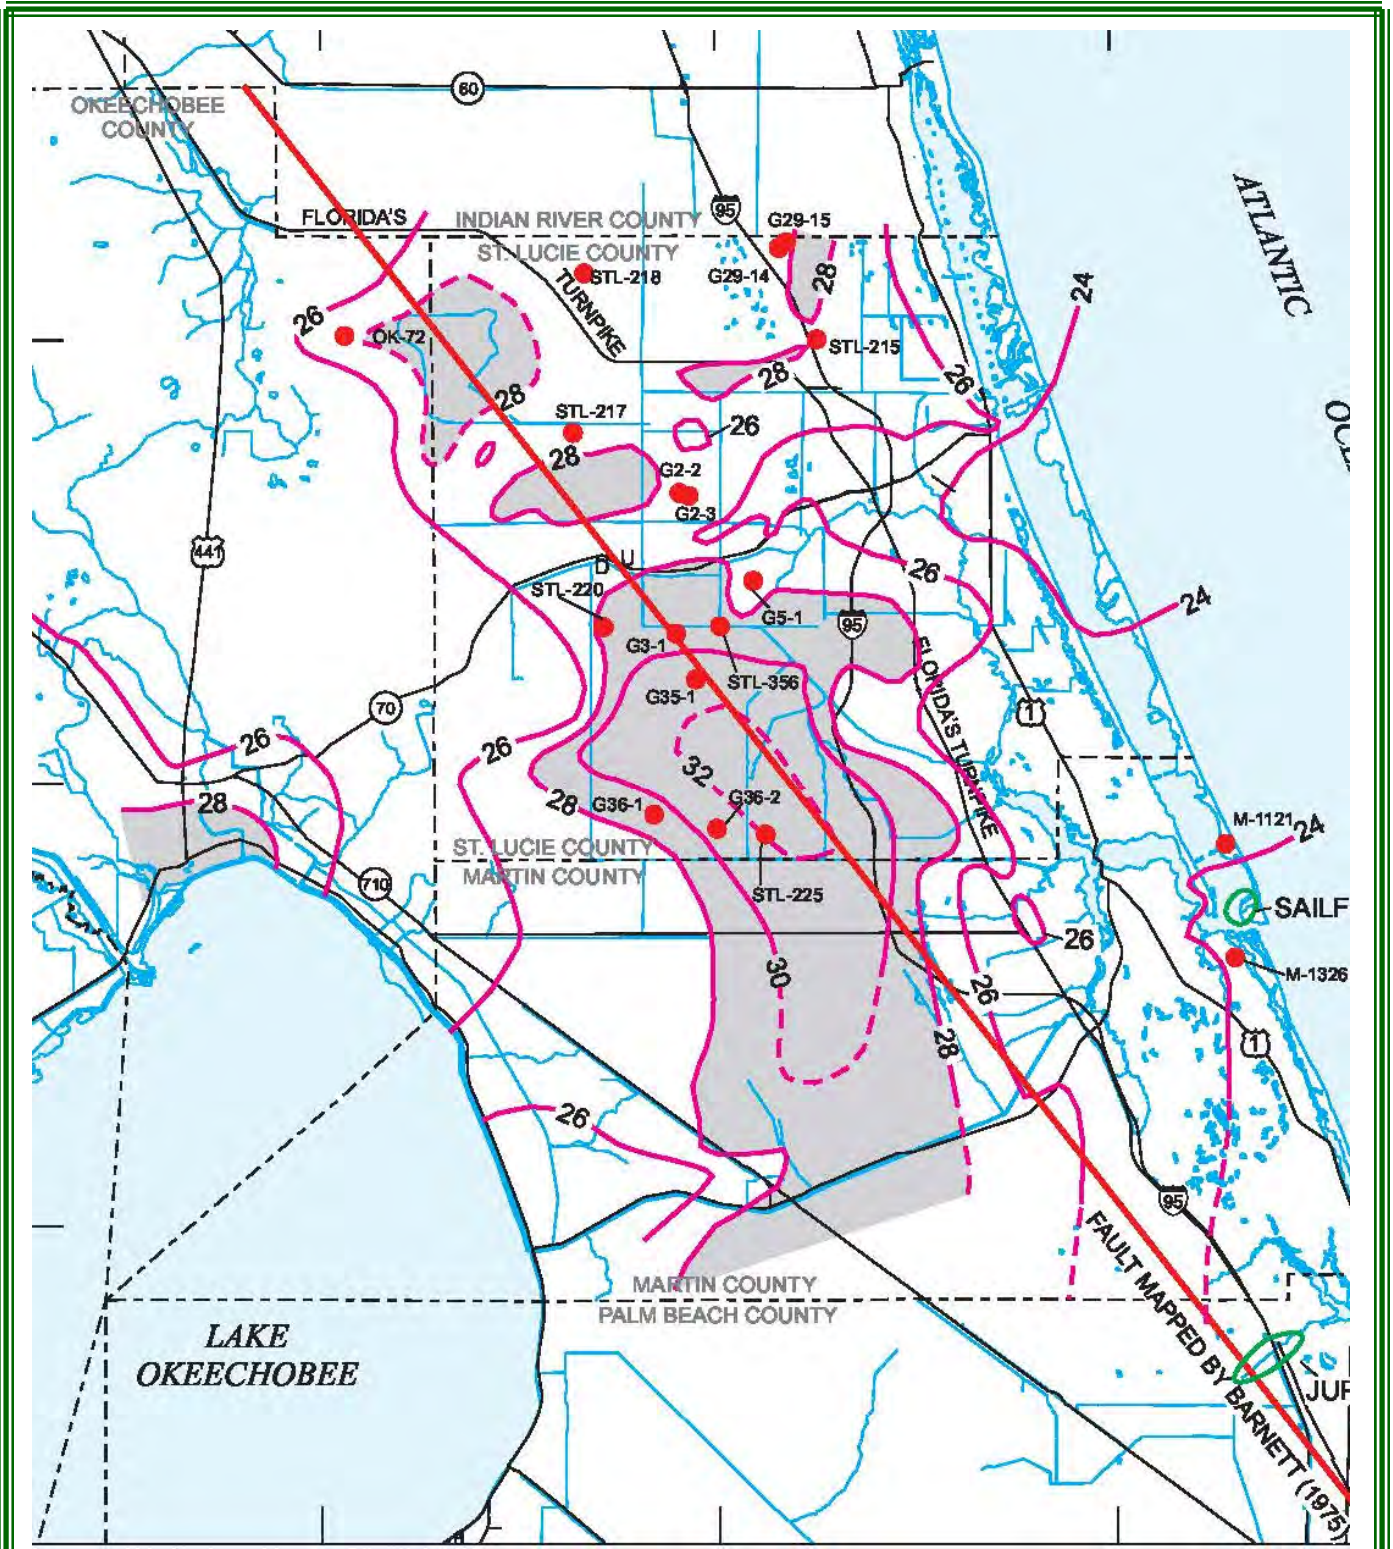 60
OKEECHOBEE
COUNTY
ATLANTIC
FLORIDA'S
INDIAN RIVER COUNTY
95
G29-15
ST. LUCIE COUNTY
STL-218
G29-14
28
TURNPIKE
24
26
OK-72
STL-215
28
26
28
STL-217
26
28
G2-2
G2-3
441
D
U
26
STL-220
24
G5-1
95
G3-1
STL-356
G35-1
FLORIDA'S TURNPIKE
70
1
26
26
32
28
28
G36-1
G36-2
M-1121
24
ST. LUCIE COUNTY
MARTIN COUNTY
710
STL-225
SAILF
26
30
M-1326
26
28
1
26
95
FAULT MAPPED BY BARNETT (1975)
MARTIN COUNTY
PALM BEACH COUNTY
LAKE
OKEECHOBEE
JUP